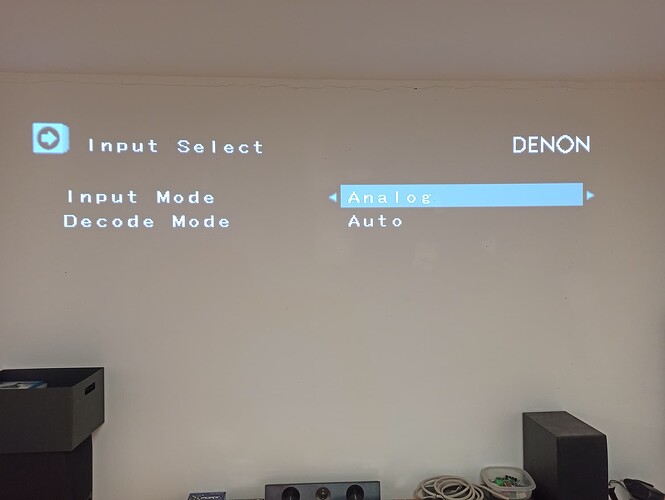 Input Select
DENON
Input Mode Analog
Decode Mode Auto